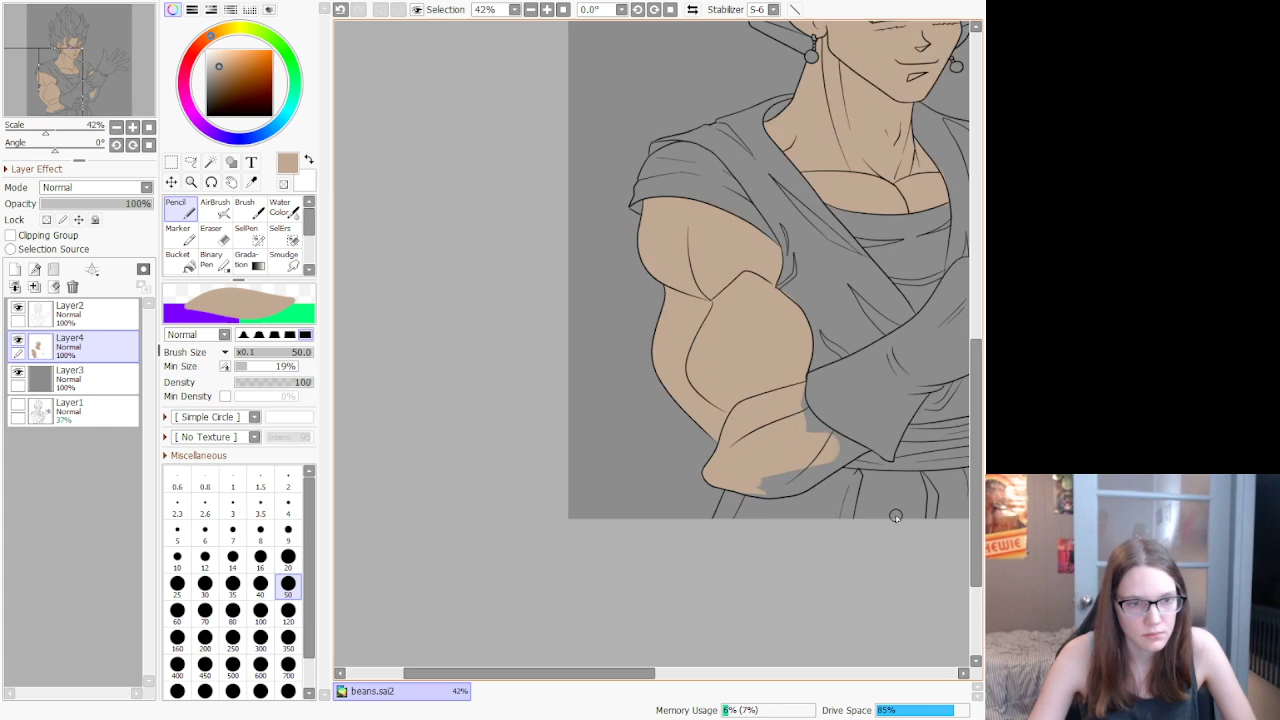 Selection
42%
0.0°
Stabilizer
S-6
Scale
42%
Angle
0°
Layer Effect
Mode
Normal
Opacity
100%
Lock
Clipping Group
Selection Source
Layer2
Normal
100%
Layer4
Normal
100%
Layer3
Normal
100%
Layer1
Normal
37%
T
Pencil
AirBrush
Brush
Water
Color
Marker
Eraser
SelPen
SelErs
Bucket
Binary
Pen
Grada-
tion
Smudge
Normal
Brush Size
x0.1
50.0
Min Size
19%
Density
100
Min Density
0%
[ Simple Circle ]
[ No Texture ]
Intens
95
Miscellaneous
0.6 0.8 1 1.5 2
2.3 2.6 3 3.5 4
5 6 7 8 9
10 12 14 16 20
25 30 35 40 50
60 70 80 100 120
160 200 250 300 350
400 450 500 600 700
beans.sai2
42%
Memory Usage
6% (7%)
Drive Space
85%
HEWIE